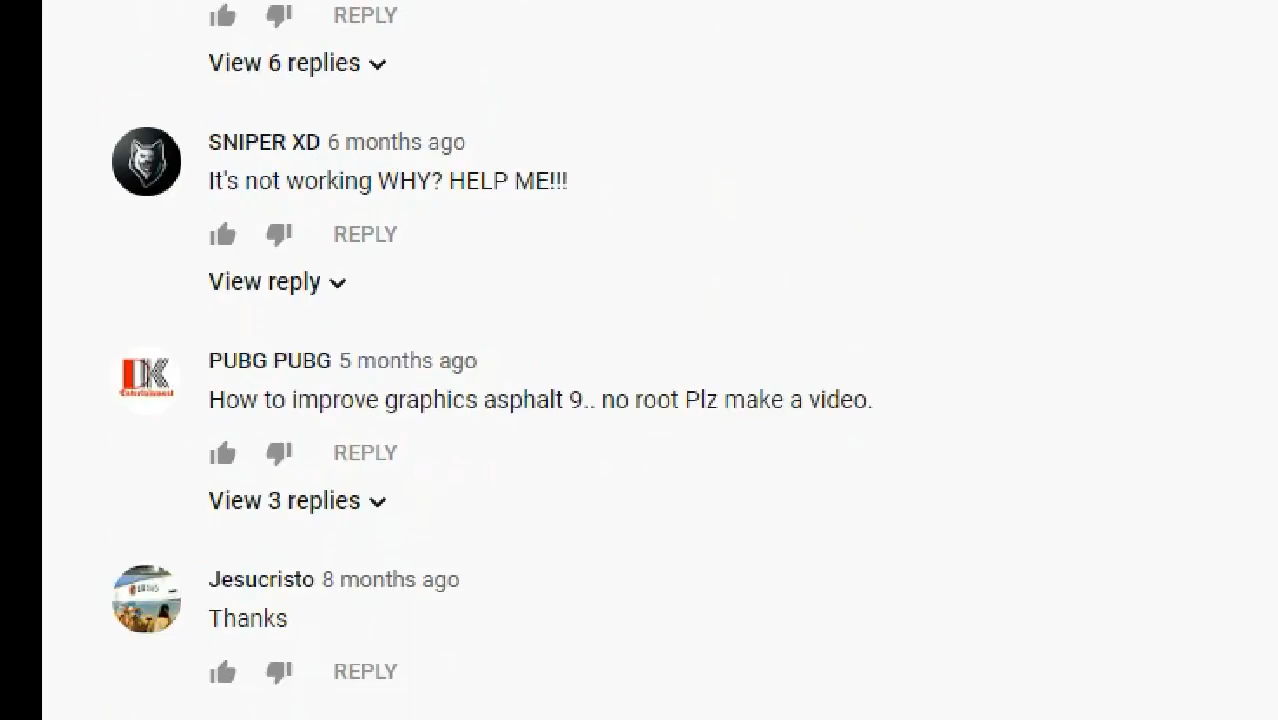 REPLY
View 6 replies
SNIPER XD 6 months ago
It's not working WHY? HELP ME!!!
REPLY
View reply
DK
Entertainment
PUBG PUBG 5 months ago
How to improve graphics asphalt 9.. no root Plz make a video.
REPLY
View 3 replies
Jesucristo 8 months ago
Thanks
REPLY